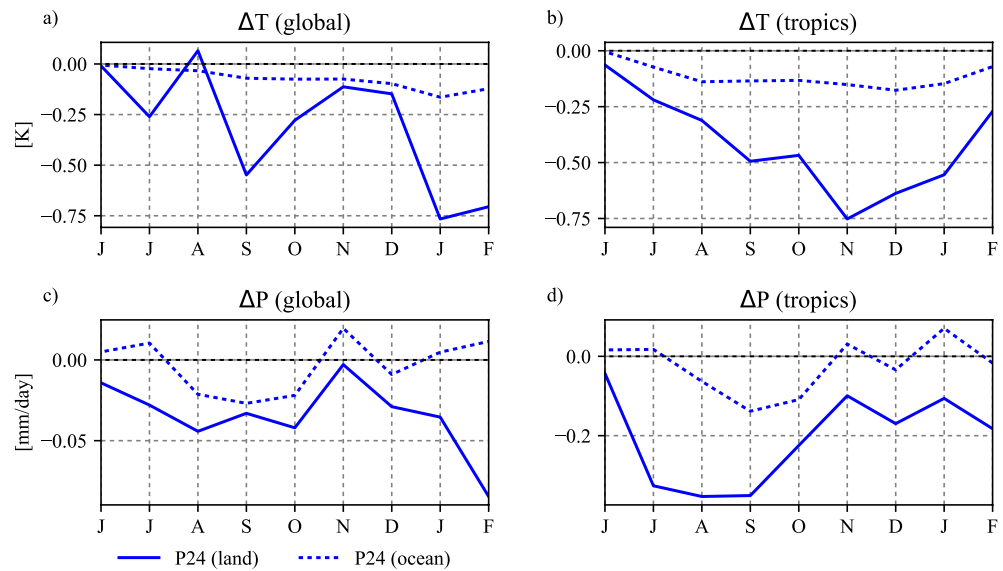 a) ΔT (global)
0.00
−0.25
−0.50
−0.75
[K]
J J A S O N D J F
b) ΔT (tropics)
0.00
−0.25
−0.50
−0.75
J J A S O N D J F
c) ΔP (global)
0.00
−0.05
[mm/day]
J J A S O N D J F
d) ΔP (tropics)
0.0
−0.2
J J A S O N D J F
P24 (land) P24 (ocean)